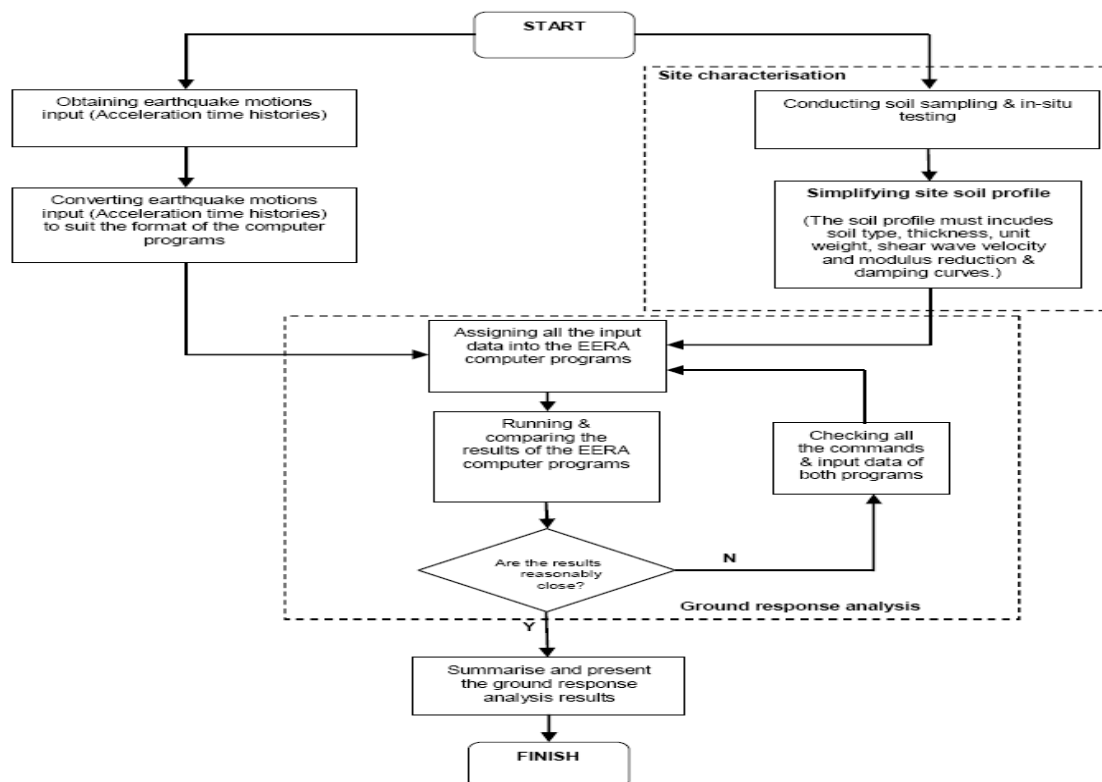 START
Obtaining earthquake motions
input (Acceleration time histories)
Converting earthquake motions
input (Acceleration time histories)
to suit the format of the computer
programs
Site characterisation
Conducting soil sampling & in-situ
testing
Simplifying site soil profile
(The soil profile must incudes
soil type, thickness, unit
weight, shear wave velocity
and modulus reduction &
damping curves.)
Assigning all the input
data into the EERA
computer programs
Running &
comparing the
results of the EERA
computer programs
Checking all
the commands
& input data of
both programs
Are the results
reasonably
close?
N
Ground response analysis
Y
Summarise and present
the ground response
analysis results
FINISH